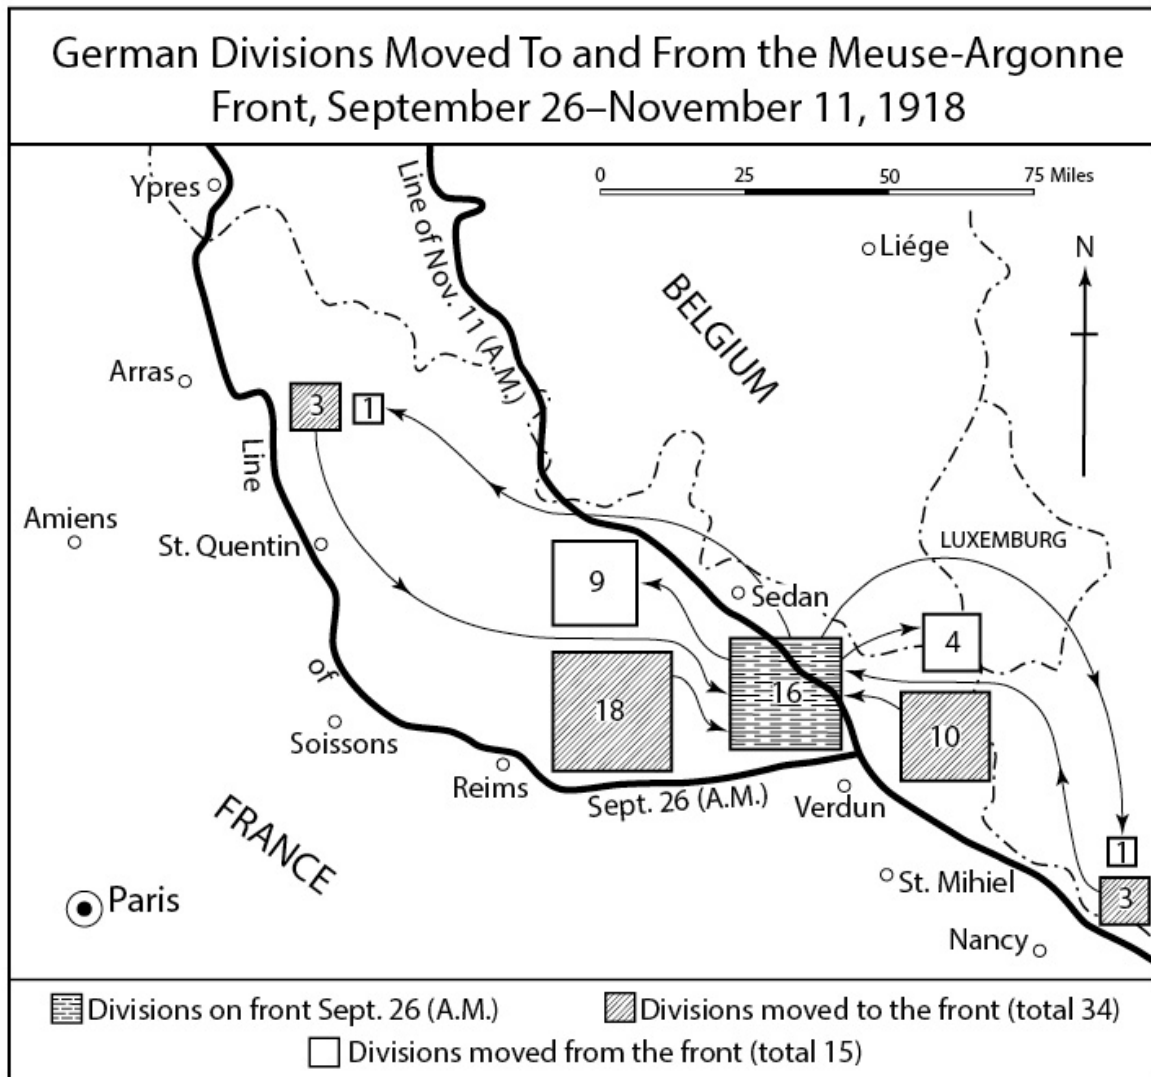 German Divisions Moved To and From the Meuse-Argonne
Front, September 26–November 11, 1918
0 25 50 75 Miles
Ypres
Line of Nov. 11 (A.M.)
Liége
N
BELGIUM
Arras
3
1
Line
Amiens
St. Quentin
LUXEMBURG
9
Sedan
4
of
16
18
10
Soissons
Reims
Sept. 26 (A.M.)
Verdun
FRANCE
1
St. Mihiel
3
Paris
Nancy
Divisions on front Sept. 26 (A.M.)
Divisions moved to the front (total 34)
Divisions moved from the front (total 15)